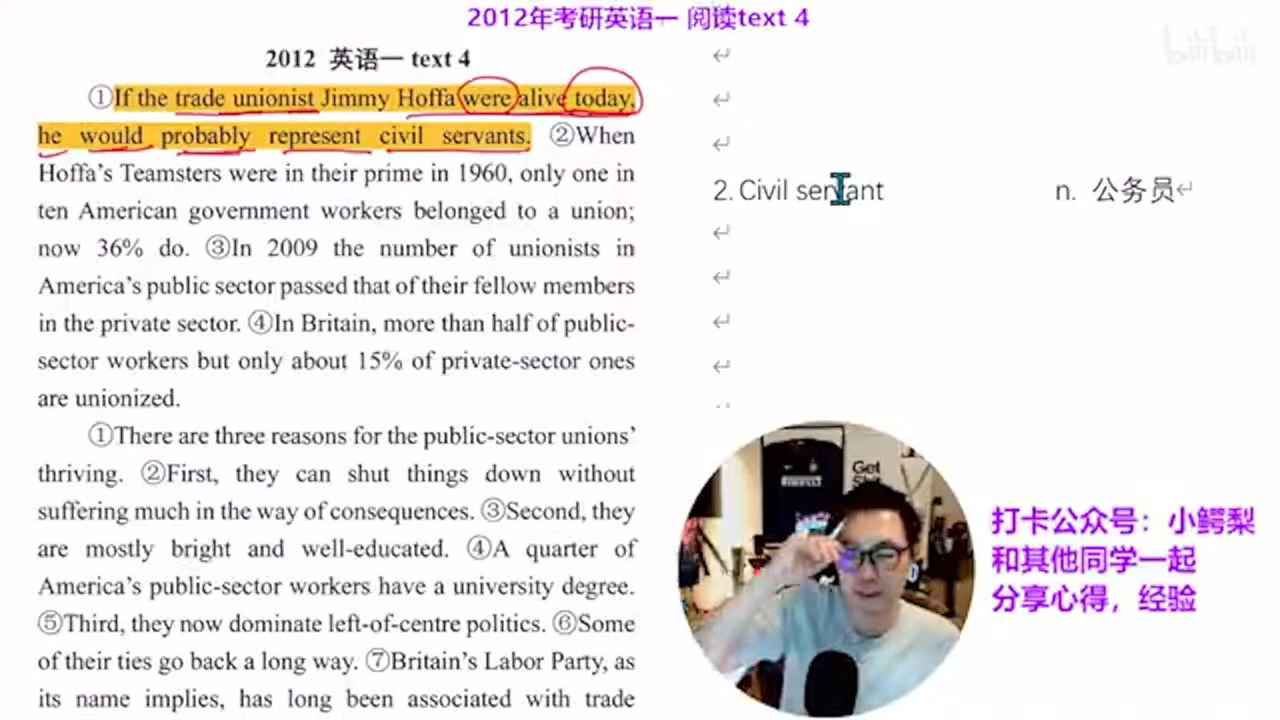 2012年考研英语一 阅读text 4
bilibili
2012 英语一 text 4
①If the trade unionist Jimmy Hoffa were alive today,
he would probably represent civil servants. ②When
Hoffa's Teamsters were in their prime in 1960, only one in
ten American government workers belonged to a union;
now 36% do. ③In 2009 the number of unionists in
America's public sector passed that of their fellow members
in the private sector. ④In Britain, more than half of public-
sector workers but only about 15% of private-sector ones
are unionized.
①There are three reasons for the public-sector unions'
thriving. ②First, they can shut things down without
suffering much in the way of consequences. ③Second, they
are mostly bright and well-educated. ④A quarter of
America's public-sector workers have a university degree.
⑤Third, they now dominate left-of-centre politics. ⑥Some
of their ties go back a long way. ⑦Britain's Labor Party, as
its name implies, has long been associated with trade
2. Civil servant n. 公务员
Get
打卡公众号：小鳄梨
和其他同学一起
分享心得，经验